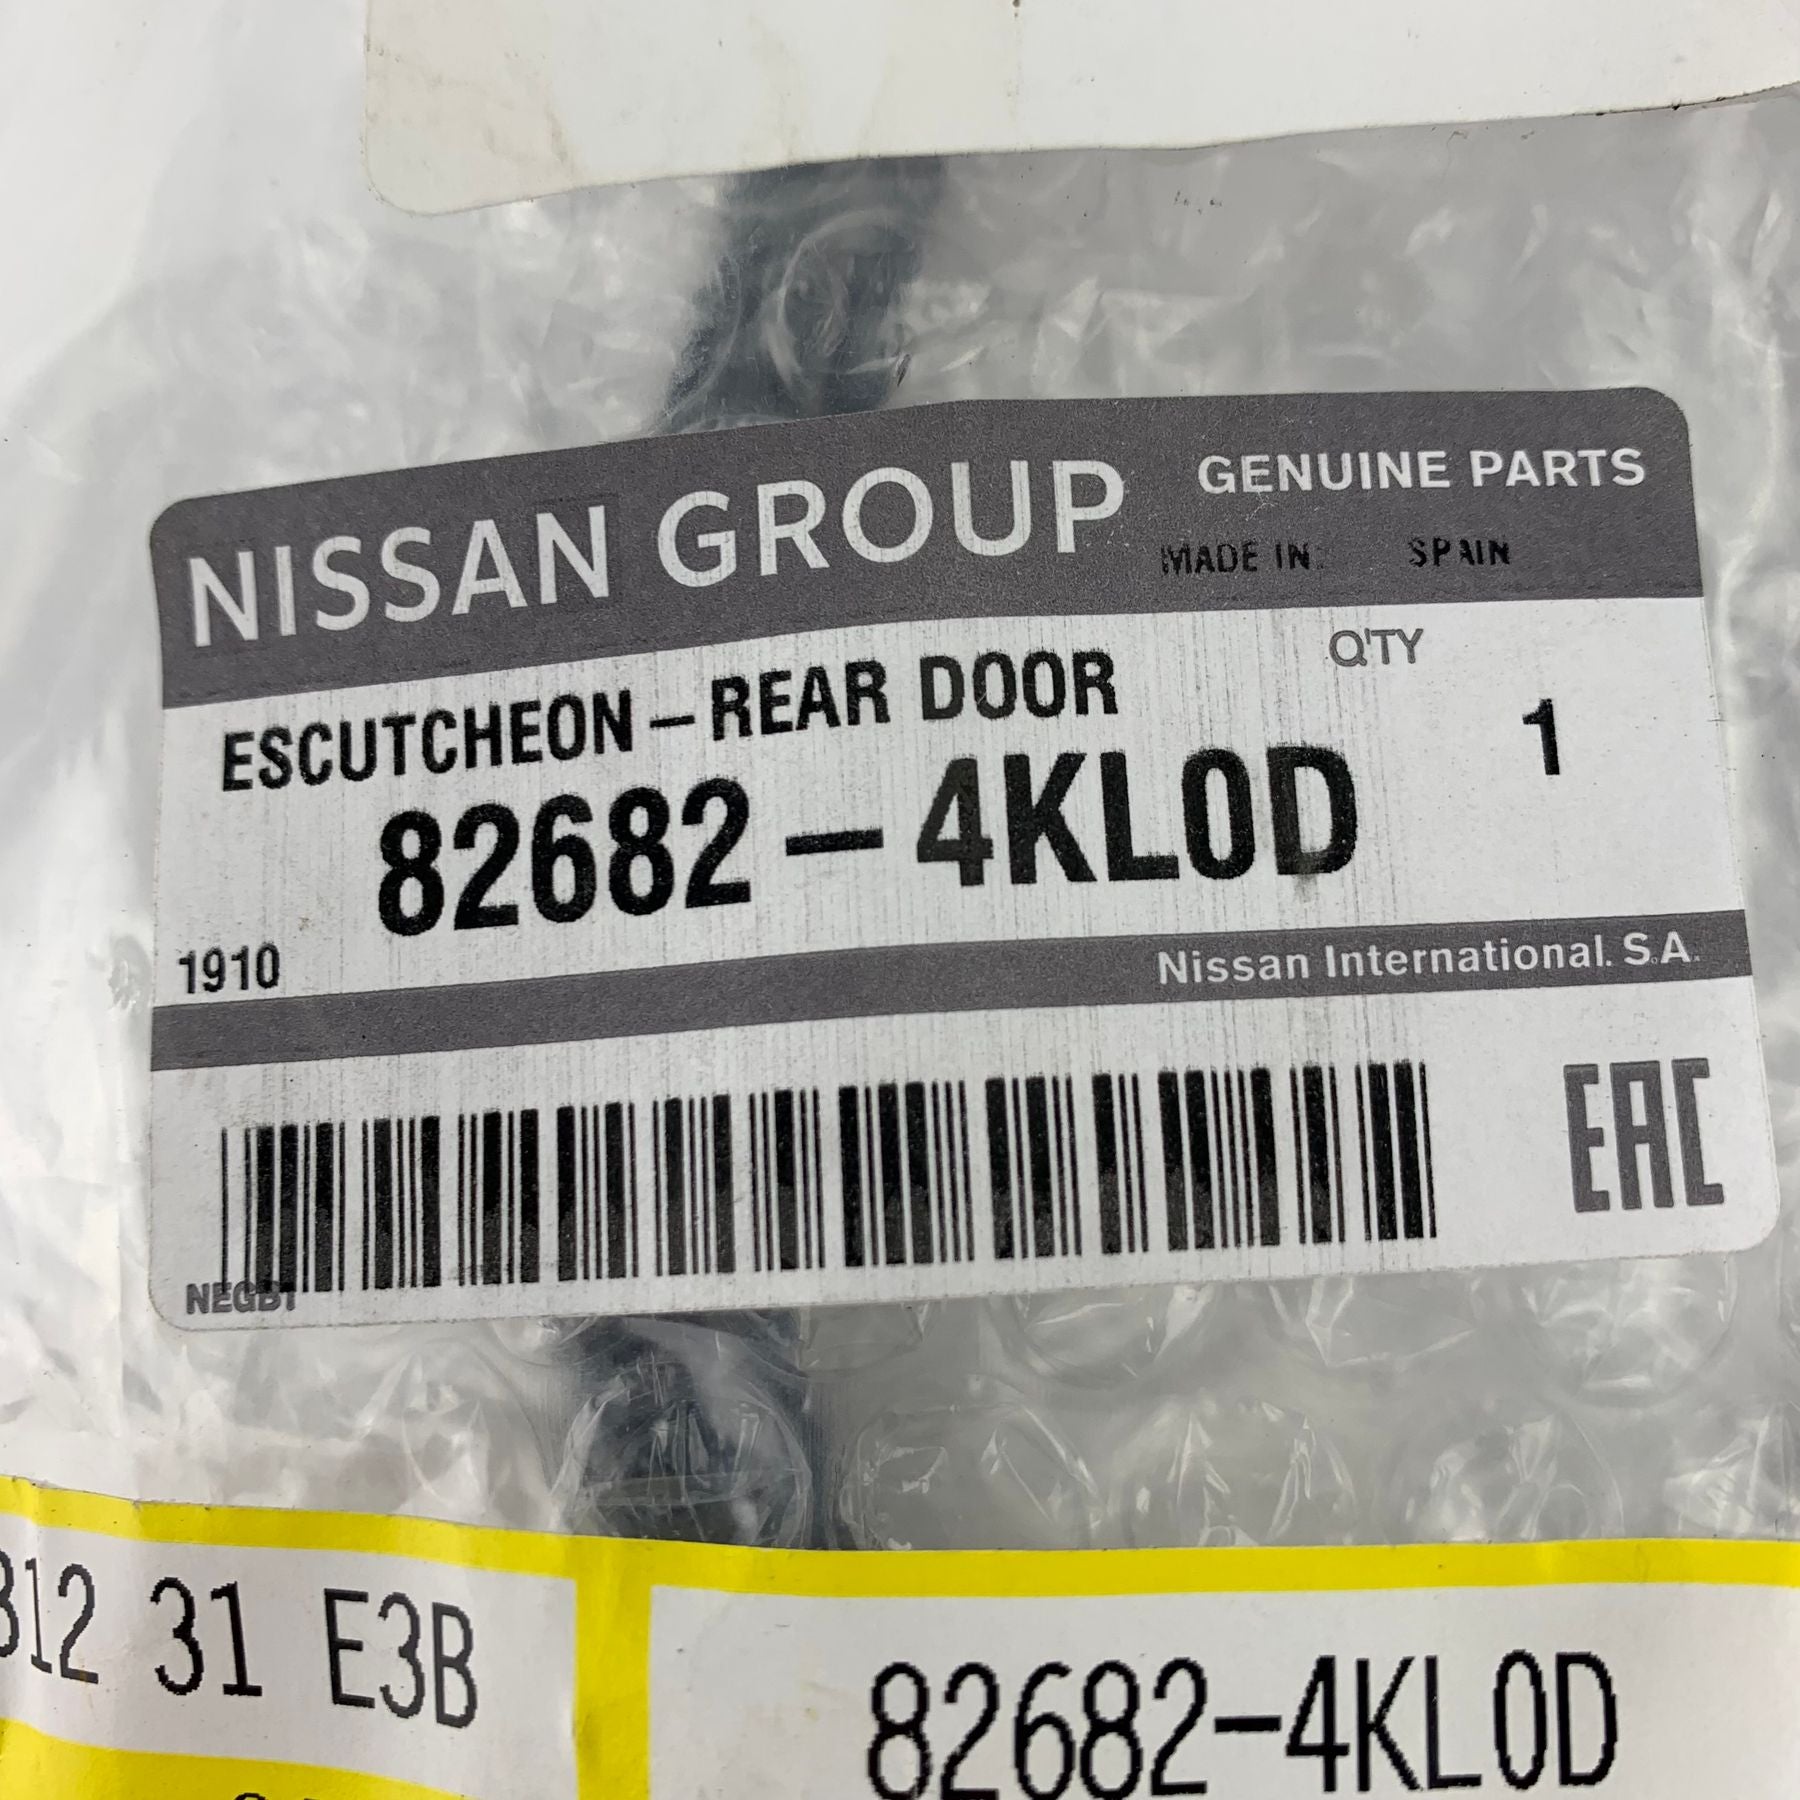 NISSAN GROUP GENUINE PARTS
MADE IN: SPAIN
ESCUTCHEON-REAR DOOR Q'TY
82682-4KL0D 1
1910
Nissan International. S.A.
EAC
NEGBT
312 31 E3B
82682-4KL0D